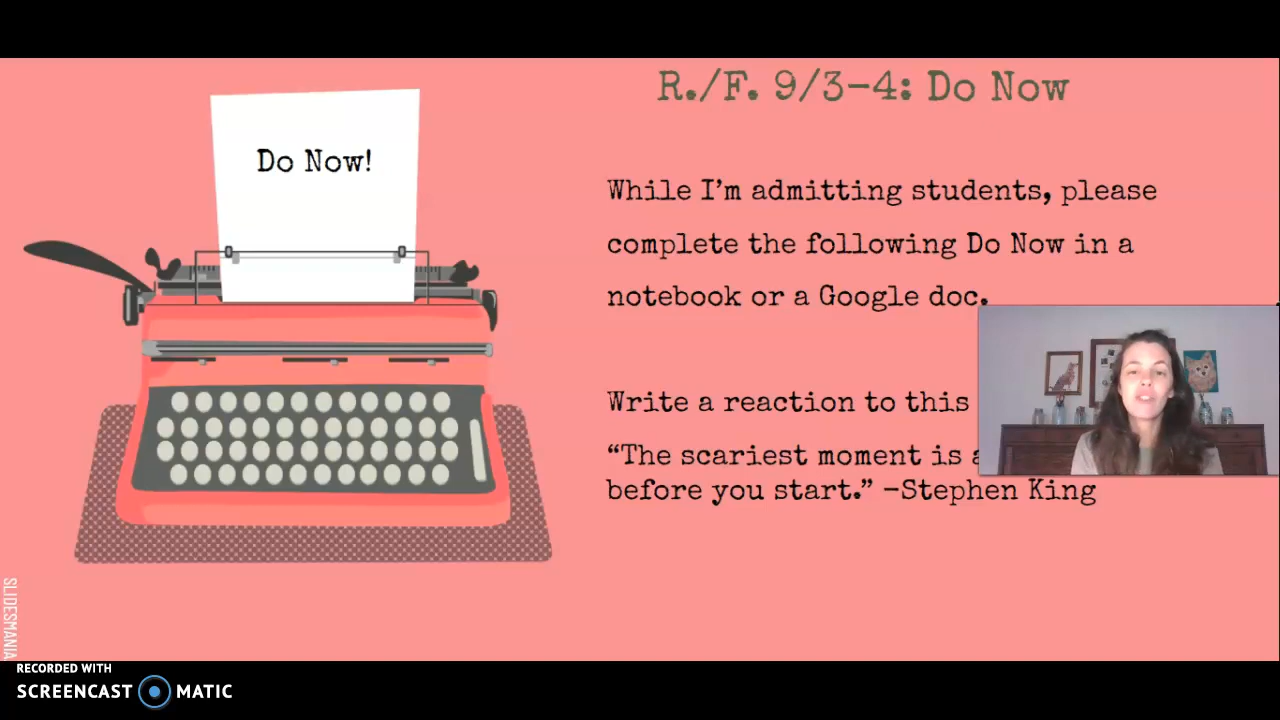 R./F. 9/3-4: Do Now
Do Now!
While I'm admitting students, please
complete the following Do Now in a
notebook or a Google doc.
Write a reaction to this
“The scariest moment is
before you start.” -Stephen King
SLIDESMANIA
RECORDED WITH
SCREENCAST MATIC